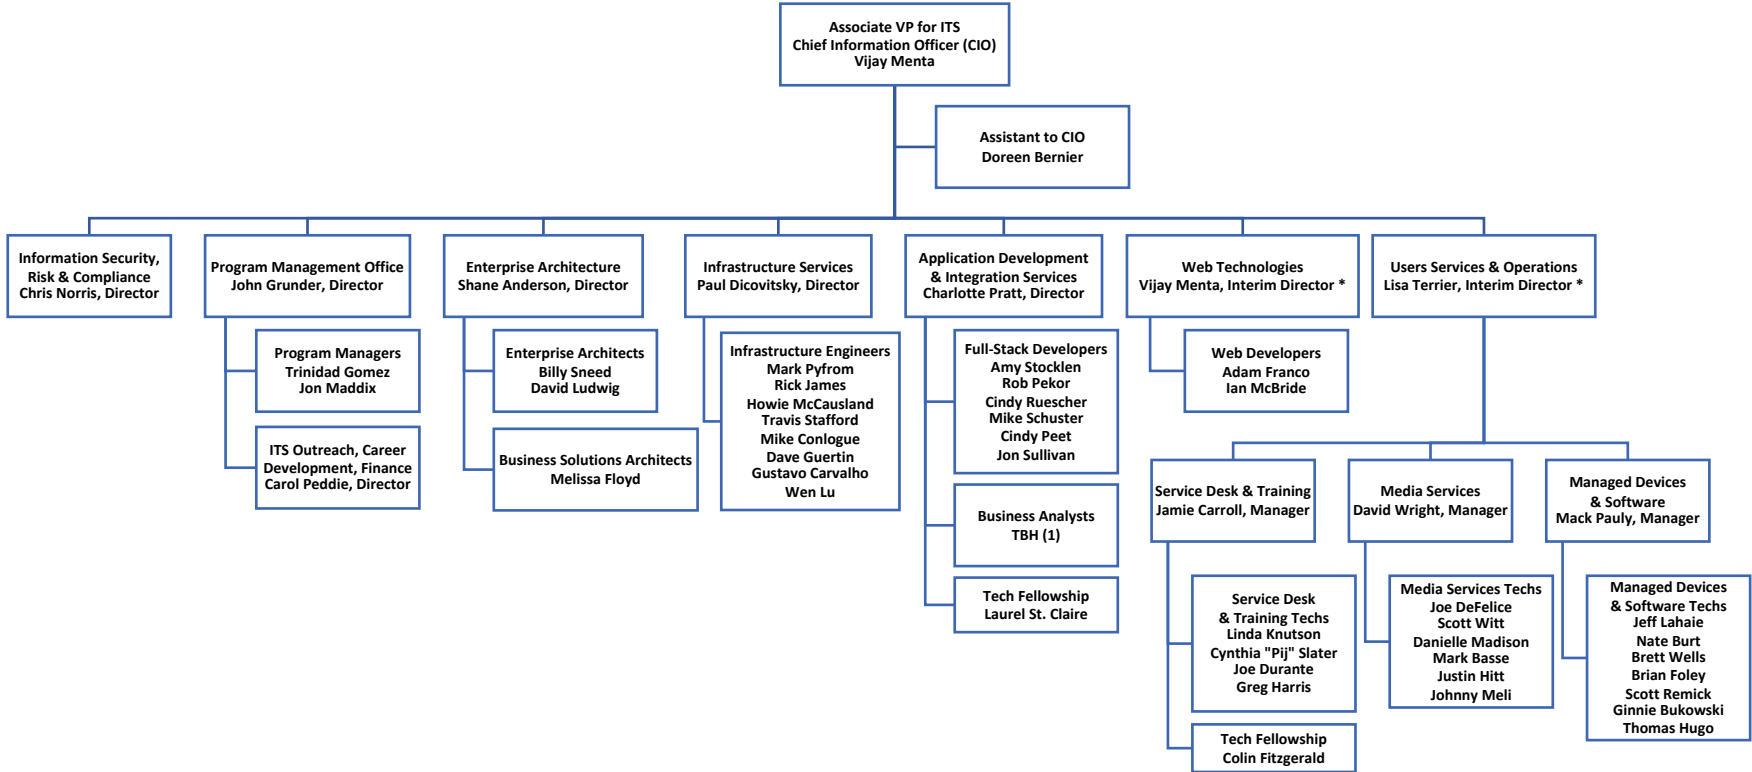 Associate VP for ITS
Chief Information Officer (CIO)
Vijay Menta
Assistant to CIO
Doreen Bernier
Information Security,
Risk & Compliance
Chris Norris, Director
Program Management Office
John Grunder, Director
Enterprise Architecture
Shane Anderson, Director
Infrastructure Services
Paul Dicovitsky, Director
Application Development
& Integration Services
Charlotte Pratt, Director
Web Technologies
Vijay Menta, Interim Director *
Users Services & Operations
Lisa Terrier, Interim Director *
Program Managers
Trinidad Gomez
Jon Maddix
ITS Outreach, Career
Development, Finance
Carol Peddie, Director
Enterprise Architects
Billy Sneed
David Ludwig
Business Solutions Architects
Melissa Floyd
Infrastructure Engineers
Mark Pyfrom
Rick James
Howie McCausland
Travis Stafford
Mike Conlogue
Dave Guertin
Gustavo Carvalho
Wen Lu
Full-Stack Developers
Amy Stocklen
Rob Pekor
Cindy Ruescher
Mike Schuster
Cindy Peet
Jon Sullivan
Business Analysts
TBH (1)
Tech Fellowship
Laurel St. Claire
Web Developers
Adam Franco
Ian McBride
Service Desk & Training
Jamie Carroll, Manager
Media Services
David Wright, Manager
Managed Devices
& Software
Mack Pauly, Manager
Service Desk
& Training Techs
Linda Knutson
Cynthia "Pij" Slater
Joe Durante
Greg Harris
Tech Fellowship
Colin Fitzgerald
Media Services Techs
Joe DeFelice
Scott Witt
Danielle Madison
Mark Basse
Justin Hitt
Johnny Meli
Managed Devices
& Software Techs
Jeff Lahaie
Nate Burt
Brett Wells
Brian Foley
Scott Remick
Ginnie Bukowski
Thomas Hugo